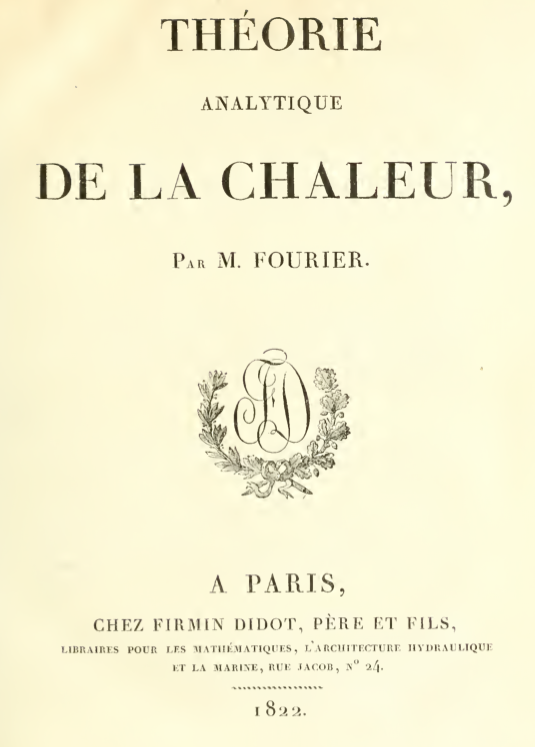 THÉORIE
ANALYTIQUE
DE LA CHALEUR,
PAR M. FOURIER.
FD
A PARIS,
CHEZ FIRMIN DIDOT, PÈRE ET FILS,
LIBRAIRES POUR LES MATHÉMATIQUES, L'ARCHITECTURE HYDRAULIQUE
ET LA MARINE, RUE JACOB, N° 24.
1822.